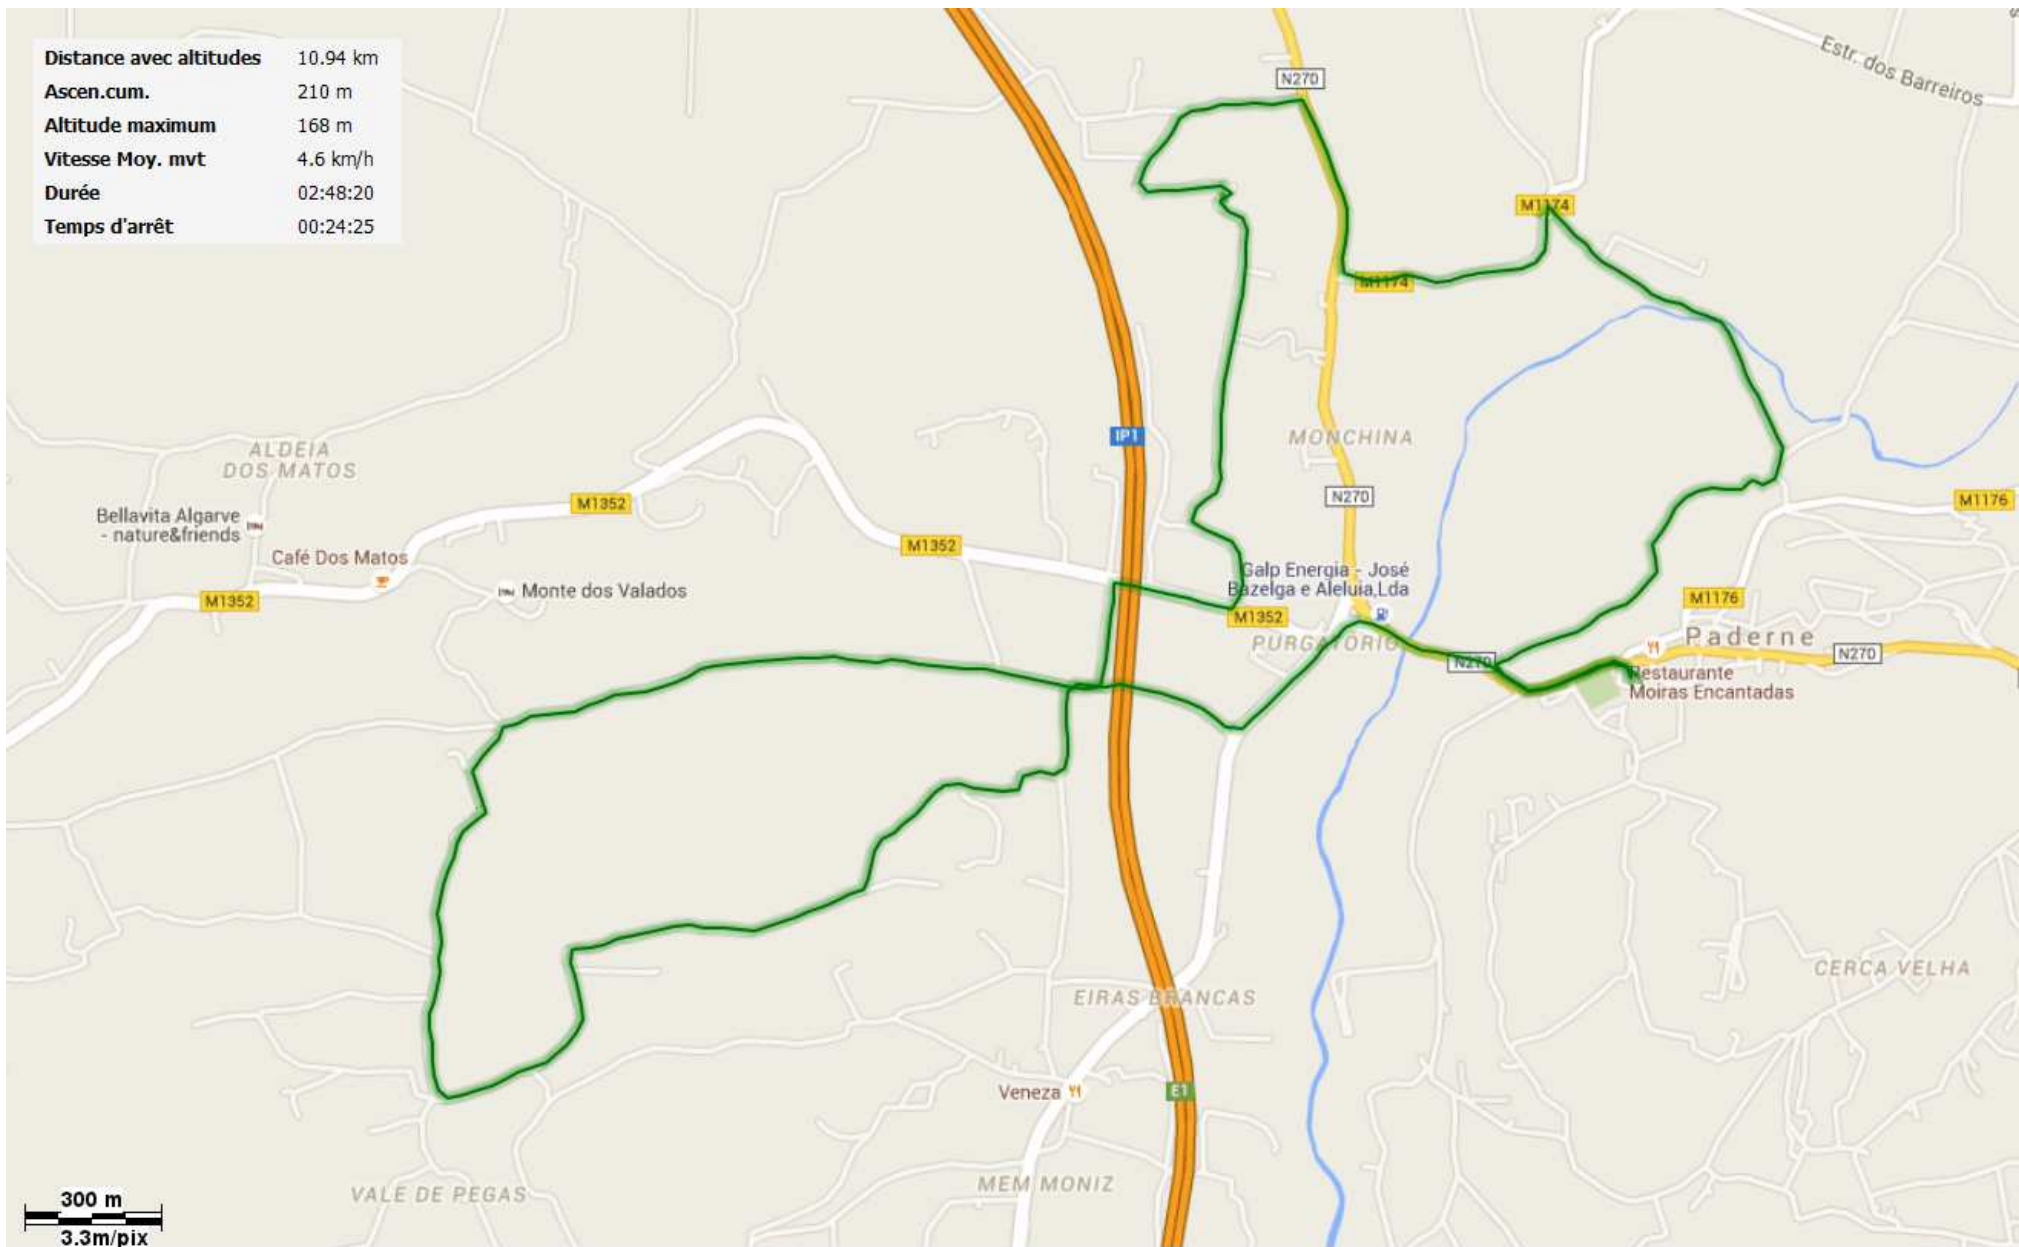 Distance avec altitudes 10.94 km
Ascen.cum. 210 m
Altitude maximum 168 m
Vitesse Moy. mvt 4.6 km/h
Durée 02:48:20
Temps d'arrêt 00:24:25
N270
Estr. dos Barreiros
M1174
M1174
IP1
MONCHINA
ALDEIA
DOS MATOS
N270
M1352
M1176
Bellavita Algarve
- nature&friends
M1352
Café Dos Matos
Galp Energia - José
Bazelga e Aleluia,Lda
Monte dos Valados
M1352
M1176
M1352
PURGATÓRIO
Paderne
N270
N270
Restaurante
Moiras Encantadas
CERCA VELHA
EIRAS BRANCAS
Veneza
E1
MEM MONIZ
VALE DE PEGAS
300 m
3.3m/pix